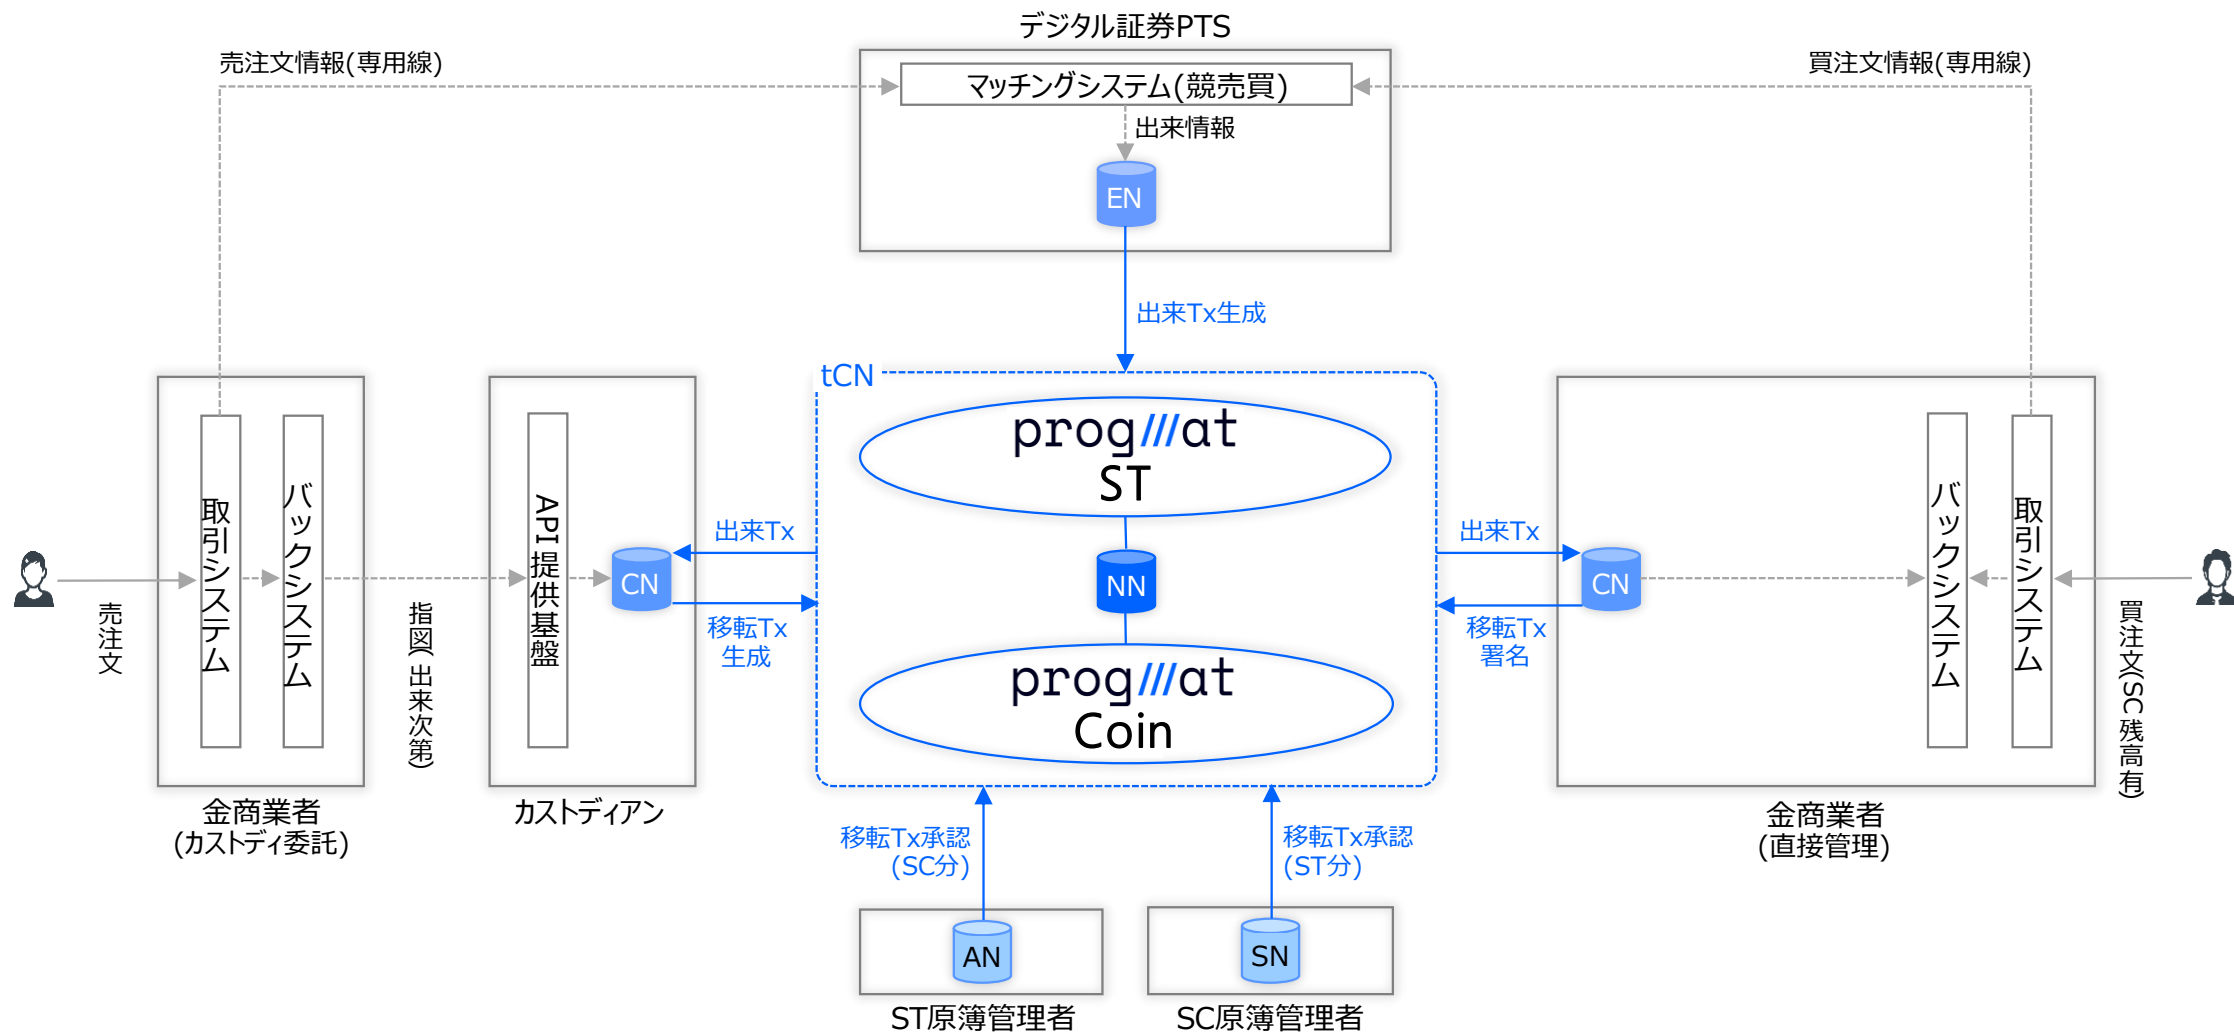 デジタル証券PTS
売注文情報(専用線)
買注文情報(専用線)
マッチングシステム(競売買)
出来情報
EN
出来Tx生成
tCN
prog///at
ST
取引システム
バックシステム
API提供基盤
バックシステム
取引システム
出来Tx
出来Tx
CN
NN
CN
売注文
指図(出来次第)
移転Tx
生成
移転Tx
署名
買注文(SC残高有)
prog///at
Coin
金商業者
(カストディ委託)
カストディアン
金商業者
(直接管理)
移転Tx承認
(SC分)
移転Tx承認
(ST分)
AN
SN
ST原簿管理者
SC原簿管理者